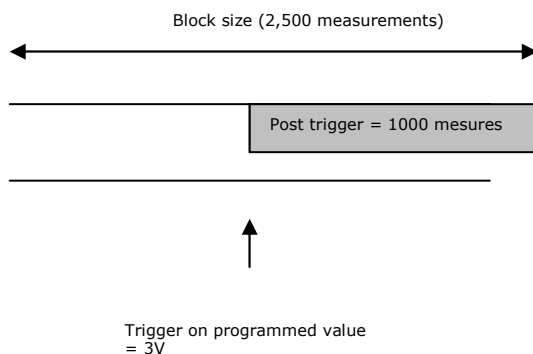 Block size (2,500 measurements)
Post trigger = 1000 mesures
Trigger on programmed value
= 3V